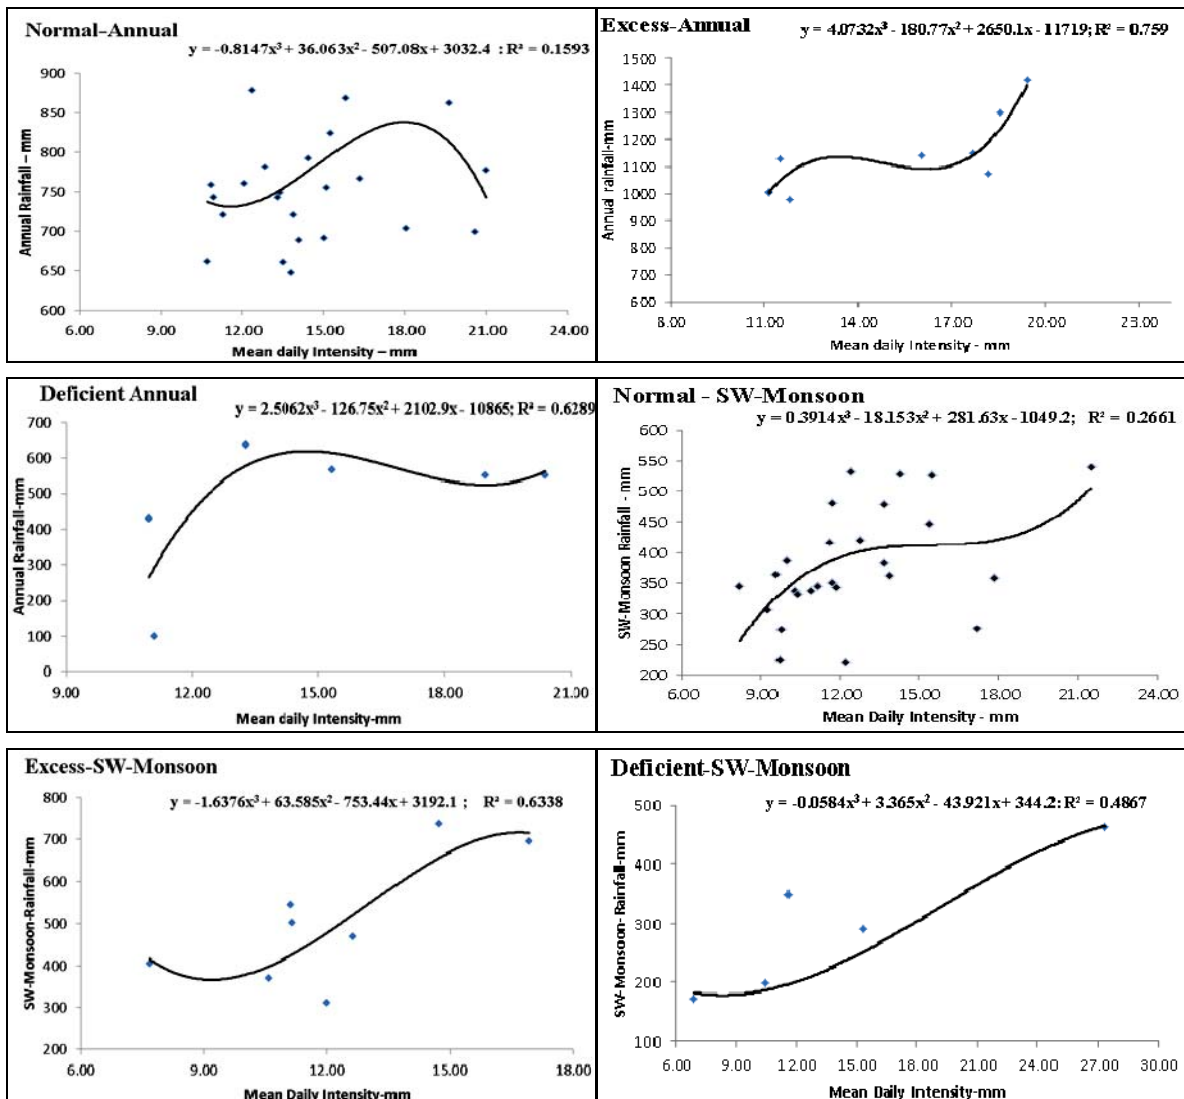 Normal-Annual
y = -0.8147x³ + 36.063x² - 507.08x + 3032.4 : R² = 0.1593
900
850
800
750
700
650
600
6.00 9.00 12.00 15.00 18.00 21.00 24.00
Annual Rainfall – mm
Mean daily Intensity – mm
Excess-Annual
y = 4.0732x³ - 180.77x² + 2650.1x - 11719; R² = 0.759
1500
1400
1300
1200
1100
1000
900
800
700
600
8.00 11.00 14.00 17.00 20.00 23.00
Annual rainfall-mm
Mean daily Intensity - mm
Deficient Annual
y = 2.5062x³ - 126.75x² + 2102.9x - 10865; R² = 0.6289
700
600
500
400
300
200
100
0
9.00 12.00 15.00 18.00 21.00
Annual Rainfall-mm
Mean daily Intensity-mm
Normal - SW-Monsoon
y = 0.3914x³ - 18.153x² + 281.63x - 1049.2; R² = 0.2661
600
550
500
450
400
350
300
250
200
6.00 9.00 12.00 15.00 18.00 21.00 24.00
SW-Monsoon Rainfall - mm
Mean Daily Intensity - mm
Excess-SW-Monsoon
y = -1.6376x³ + 63.585x² - 753.44x + 3192.1 ; R² = 0.6338
800
700
600
500
400
300
200
6.00 9.00 12.00 15.00 18.00
SW-Monsoon-Rainfall-mm
Mean Daily Intensity-mm
Deficient-SW-Monsoon
y = -0.0584x³ + 3.365x² - 43.921x + 344.2: R² = 0.4867
500
400
300
200
100
6.00 9.00 12.00 15.00 18.00 21.00 24.00 27.00 30.00
SW-Monsoon-Rainfall-mm
Mean Daily Intensity-mm